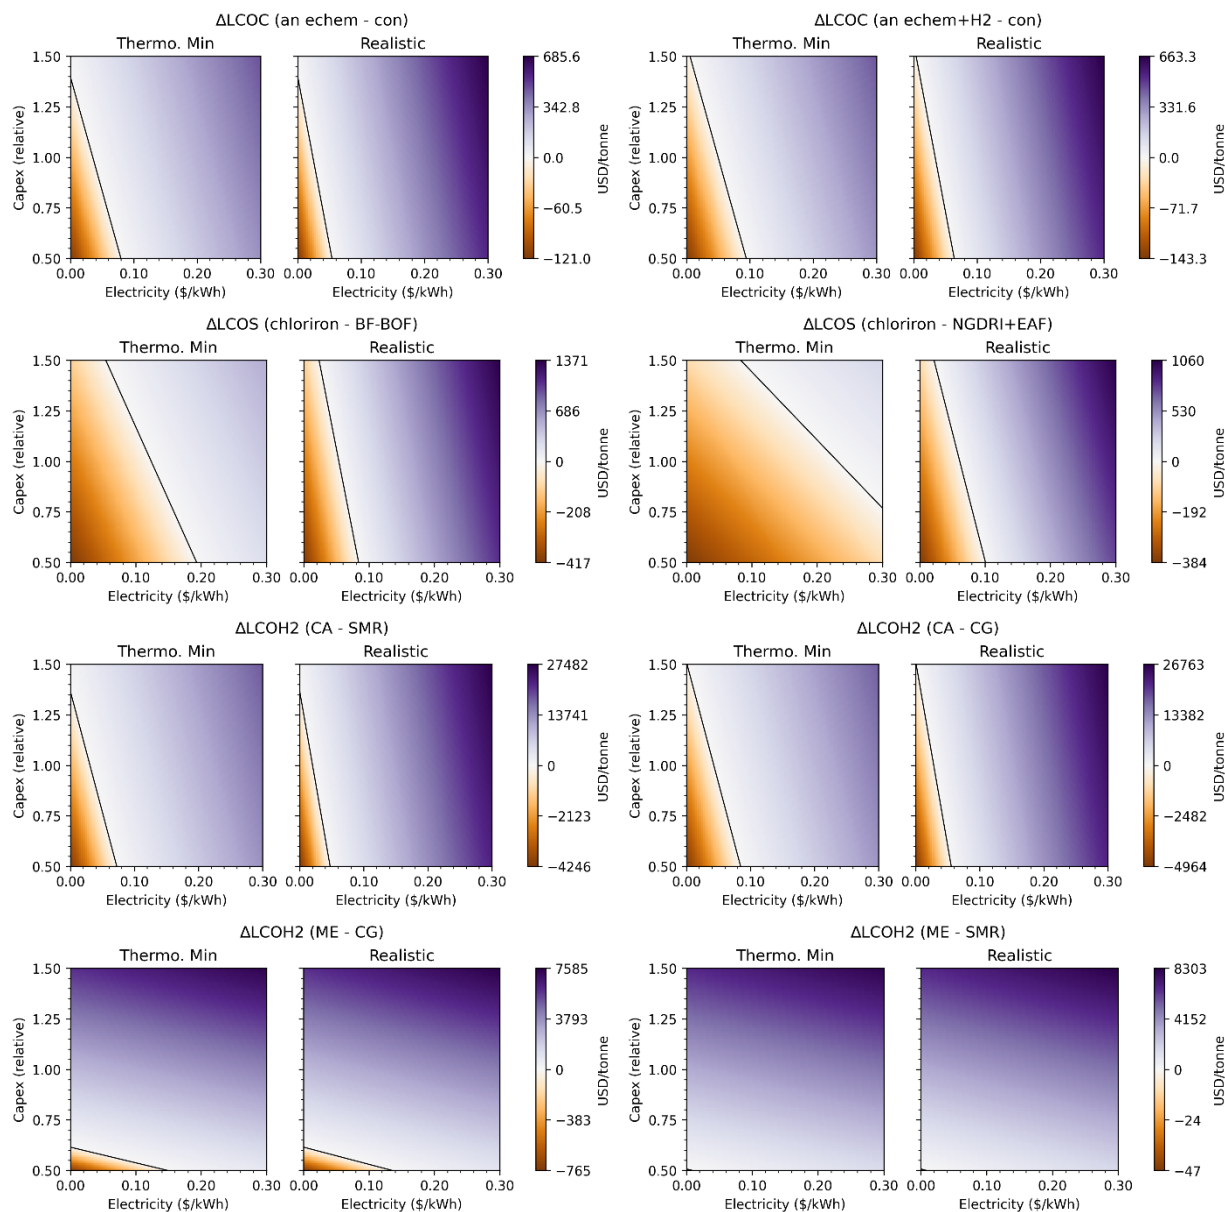 ΔLCOC (an echem - con)
Thermo. Min
Realistic
1.50
1.25
1.00
0.75
0.50
Capex (relative)
0.00 0.10 0.20 0.30
0.00 0.10 0.20 0.30
Electricity ($/kWh)
Electricity ($/kWh)
685.6
342.8
0.0
−60.5
−121.0
USD/tonne
ΔLCOC (an echem+H2 - con)
Thermo. Min
Realistic
1.50
1.25
1.00
0.75
0.50
Capex (relative)
0.00 0.10 0.20 0.30
0.00 0.10 0.20 0.30
Electricity ($/kWh)
Electricity ($/kWh)
663.3
331.6
0.0
−71.7
−143.3
USD/tonne
ΔLCOS (chloriron - BF-BOF)
Thermo. Min
Realistic
1.50
1.25
1.00
0.75
0.50
Capex (relative)
0.00 0.10 0.20 0.30
0.00 0.10 0.20 0.30
Electricity ($/kWh)
Electricity ($/kWh)
1371
686
0
−208
−417
USD/tonne
ΔLCOS (chloriron - NGDRI+EAF)
Thermo. Min
Realistic
1.50
1.25
1.00
0.75
0.50
Capex (relative)
0.00 0.10 0.20 0.30
0.00 0.10 0.20 0.30
Electricity ($/kWh)
Electricity ($/kWh)
1060
530
0
−192
−384
USD/tonne
ΔLCOH2 (CA - SMR)
Thermo. Min
Realistic
1.50
1.25
1.00
0.75
0.50
Capex (relative)
0.00 0.10 0.20 0.30
0.00 0.10 0.20 0.30
Electricity ($/kWh)
Electricity ($/kWh)
27482
13741
0
−2123
−4246
USD/tonne
ΔLCOH2 (CA - CG)
Thermo. Min
Realistic
1.50
1.25
1.00
0.75
0.50
Capex (relative)
0.00 0.10 0.20 0.30
0.00 0.10 0.20 0.30
Electricity ($/kWh)
Electricity ($/kWh)
26763
13382
0
−2482
−4964
USD/tonne
ΔLCOH2 (ME - CG)
Thermo. Min
Realistic
1.50
1.25
1.00
0.75
0.50
Capex (relative)
0.00 0.10 0.20 0.30
0.00 0.10 0.20 0.30
Electricity ($/kWh)
Electricity ($/kWh)
7585
3793
0
−383
−765
USD/tonne
ΔLCOH2 (ME - SMR)
Thermo. Min
Realistic
1.50
1.25
1.00
0.75
0.50
Capex (relative)
0.00 0.10 0.20 0.30
0.00 0.10 0.20 0.30
Electricity ($/kWh)
Electricity ($/kWh)
8303
4152
0
−24
−47
USD/tonne